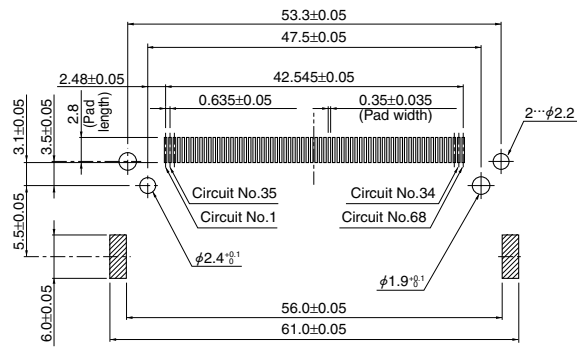 53.3±0.05
47.5±0.05
2.48±0.05
42.545±0.05
0.635±0.05
0.35±0.035
(Pad width)
2.8
(Pad
length)
2···φ2.2
3.1±0.05
3.5±0.05
Circuit No.35
Circuit No.34
Circuit No.1
Circuit No.68
5.5±0.05
φ2.4 +0.1 0
φ1.9 +0.1 0
6.0±0.05
56.0±0.05
61.0±0.05